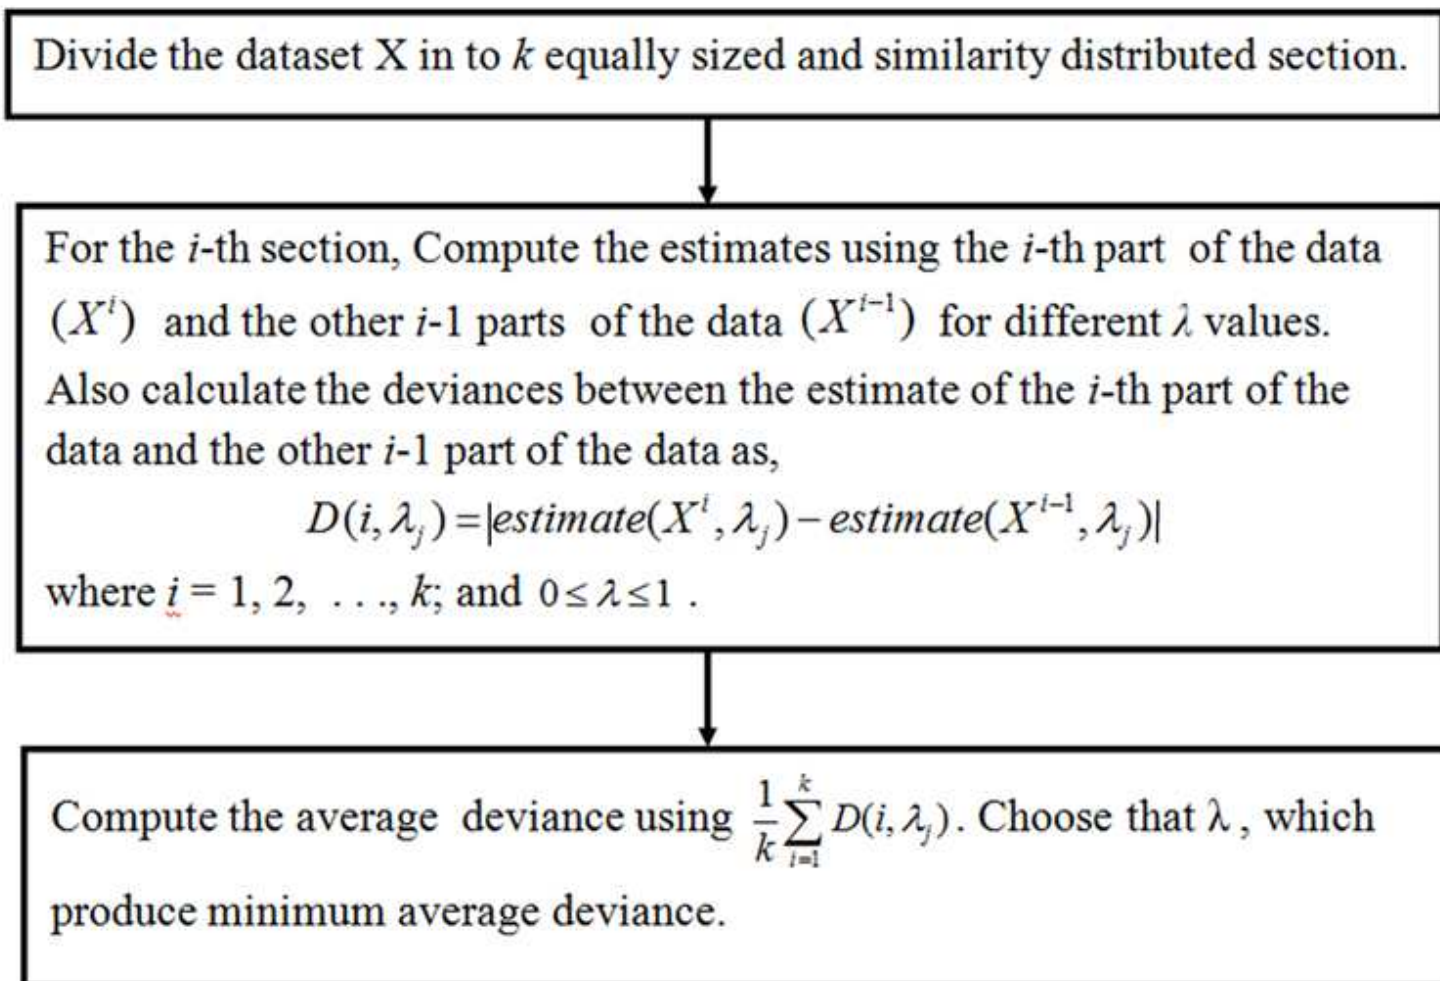 Divide the dataset X in to k equally sized and similarity distributed section.
For the i-th section, Compute the estimates using the i-th part of the data
(X^i) and the other i-1 parts of the data (X^{i-1}) for different λ values.
Also calculate the deviances between the estimate of the i-th part of the
data and the other i-1 part of the data as,
D(i, λ_j) =|estimate(X^i, λ_j) − estimate(X^{i-1}, λ_j)|
where i = 1, 2, . . ., k; and 0 ≤ λ ≤ 1 .
Compute the average deviance using \frac{1}{k}\sum_{i=1}^{k} D(i, λ_j). Choose that λ , which
produce minimum average deviance.